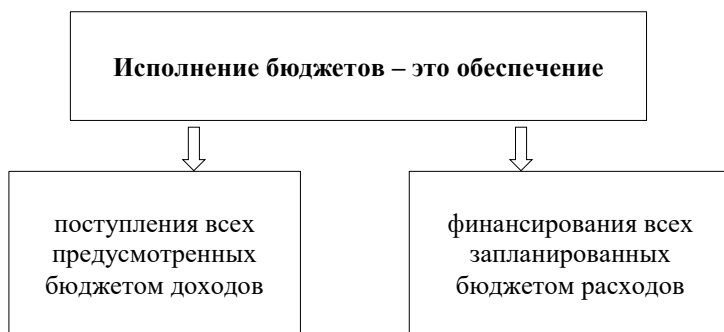 Исполнение бюджетов – это обеспечение
поступления всех
предусмотренных
бюджетом доходов
финансирования всех
запланированных
бюджетом расходов